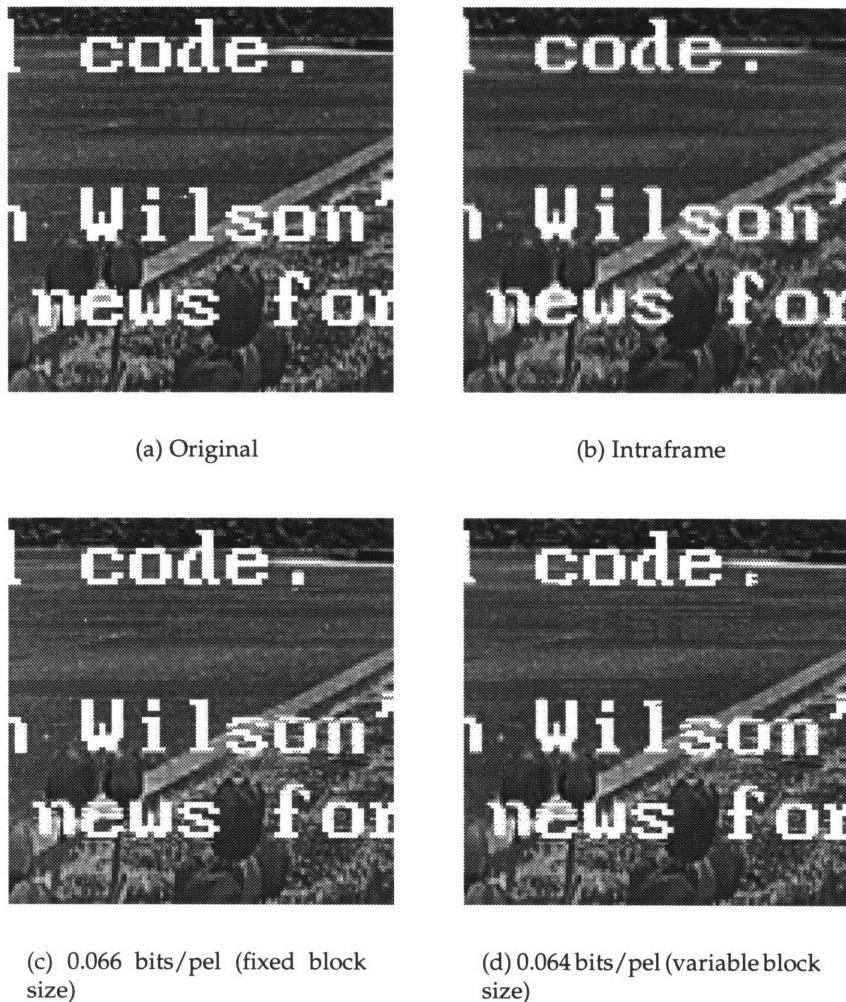 l code.
n Wilson'
news for
(a) Original
l code.
n Wilson'
news for
(b) Intraframe
l code.
n Wilson'
news for
(c) 0.066 bits/pel (fixed block
size)
l code.
n Wilson'
news for
(d) 0.064 bits/pel (variable block
size)